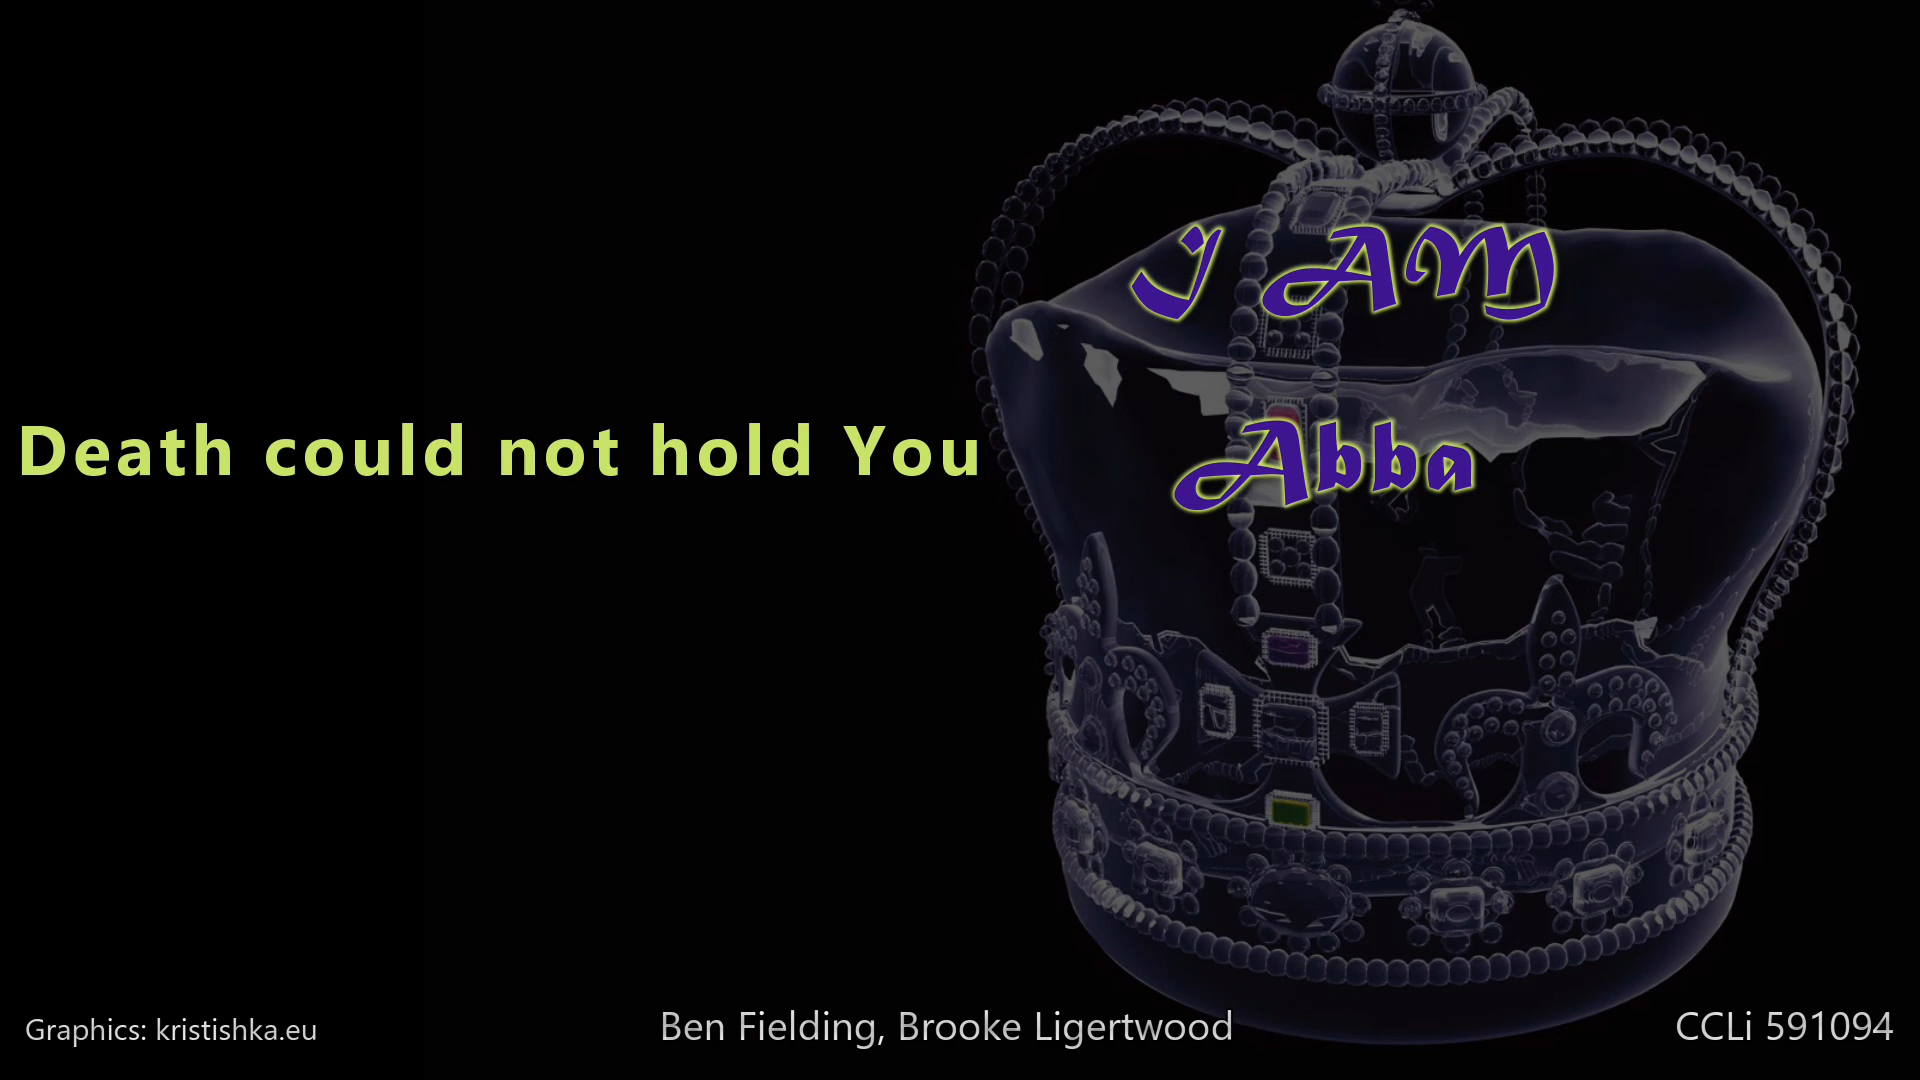 I AM
Death could not hold You
Abba
Graphics: kristishka.eu
Ben Fielding, Brooke Ligertwood
CCLi 591094